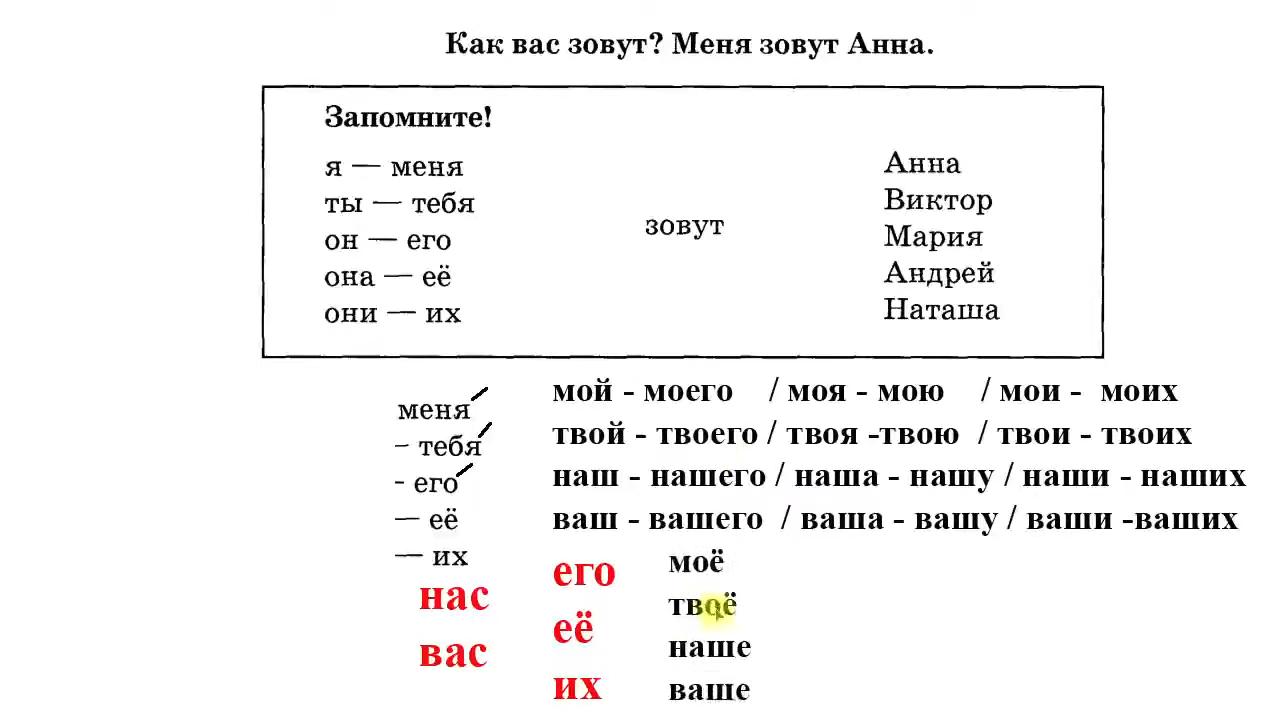 Как вас зовут? Меня зовут Анна.
Запомните!
я — меня
ты — тебя
он — его
она — её
они — их
зовут
Анна
Виктор
Мария
Андрей
Наташа
меня
– тебя
- его
— её
— их
нас
вас
мой - моего / моя - мою / мои - моих
твой - твоего / твоя -твою / твои - твоих
наш - нашего / наша - нашу / наши - наших
ваш - вашего / ваша - вашу / ваши -ваших
его
её
их
моё
твоё
наше
ваше